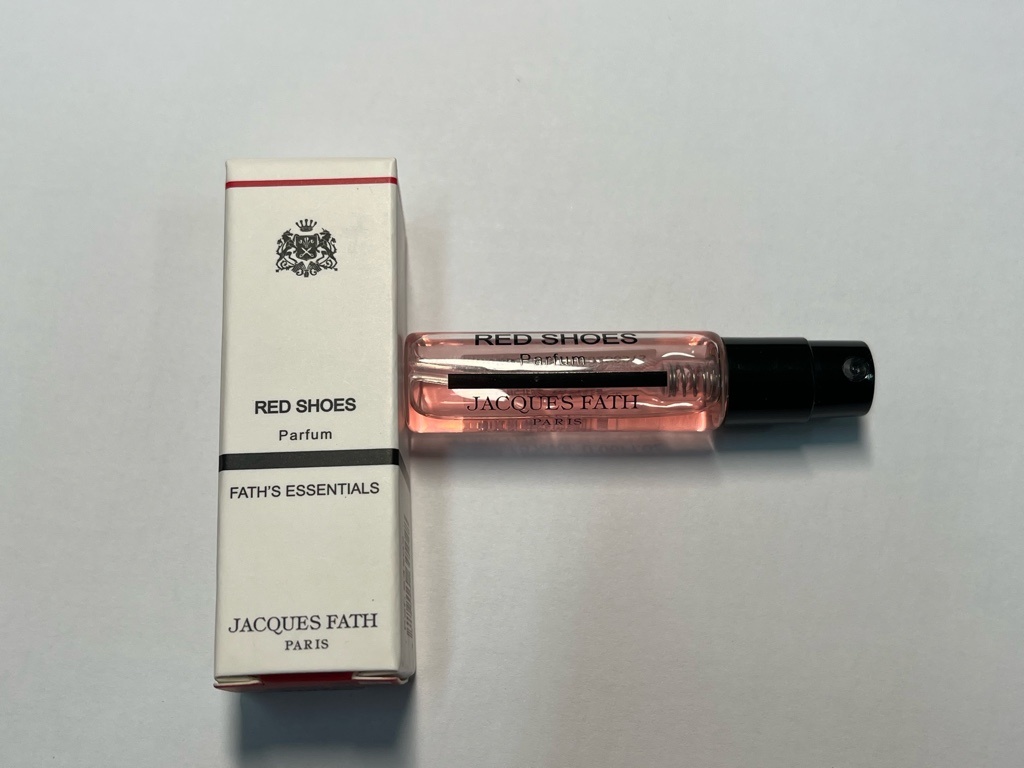 RED SHOES
Parfum
FATH'S ESSENTIALS
JACQUES FATH
PARIS
RED SHOES
Parfum
JACQUES FATH
PARIS